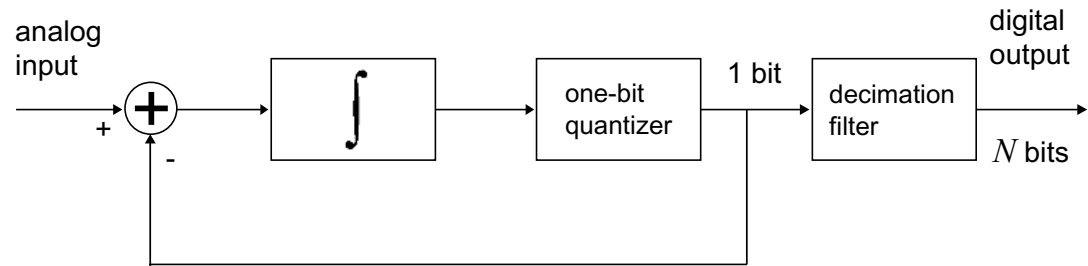 analog
input
+
+
-
∫
one-bit
quantizer
1 bit
decimation
filter
digital
output
N bits